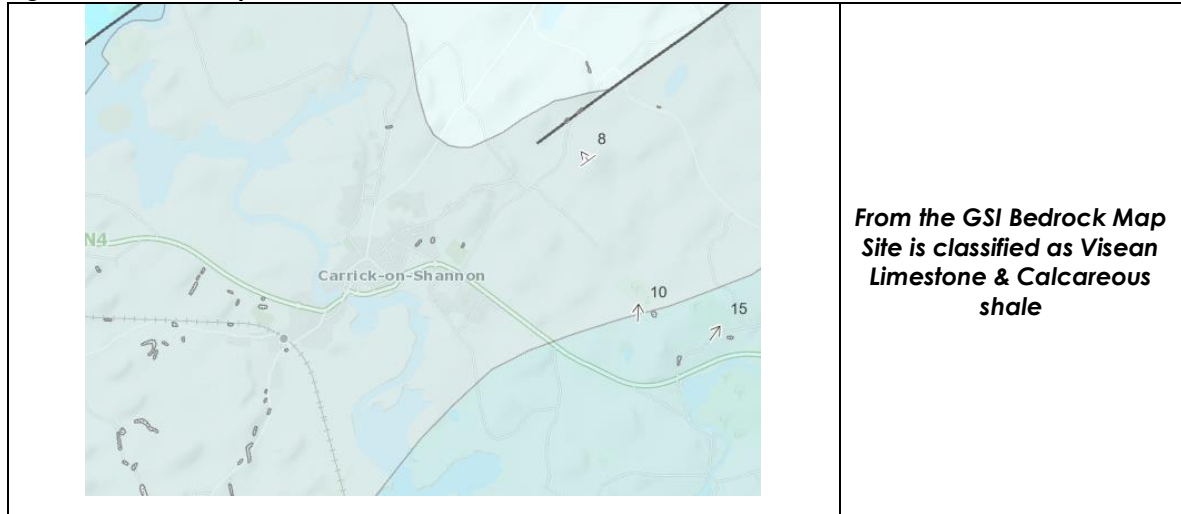 8
N4
Carrick-on-Shannon
10
15
From the GSI Bedrock Map
Site is classified as Visean
Limestone & Calcareous
shale